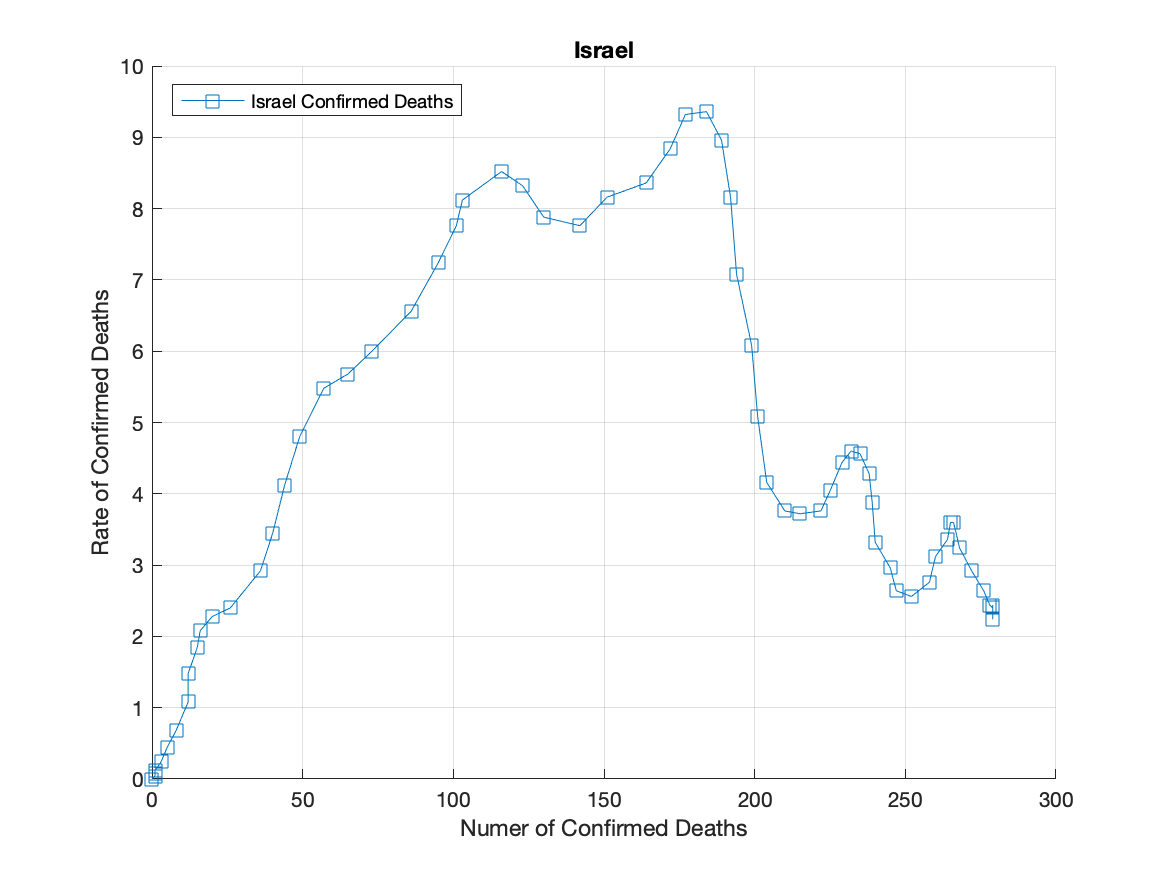 Israel
Israel Confirmed Deaths
10
9
8
7
6
5
4
3
2
1
0
Rate of Confirmed Deaths
0 50 100 150 200 250 300
Numer of Confirmed Deaths